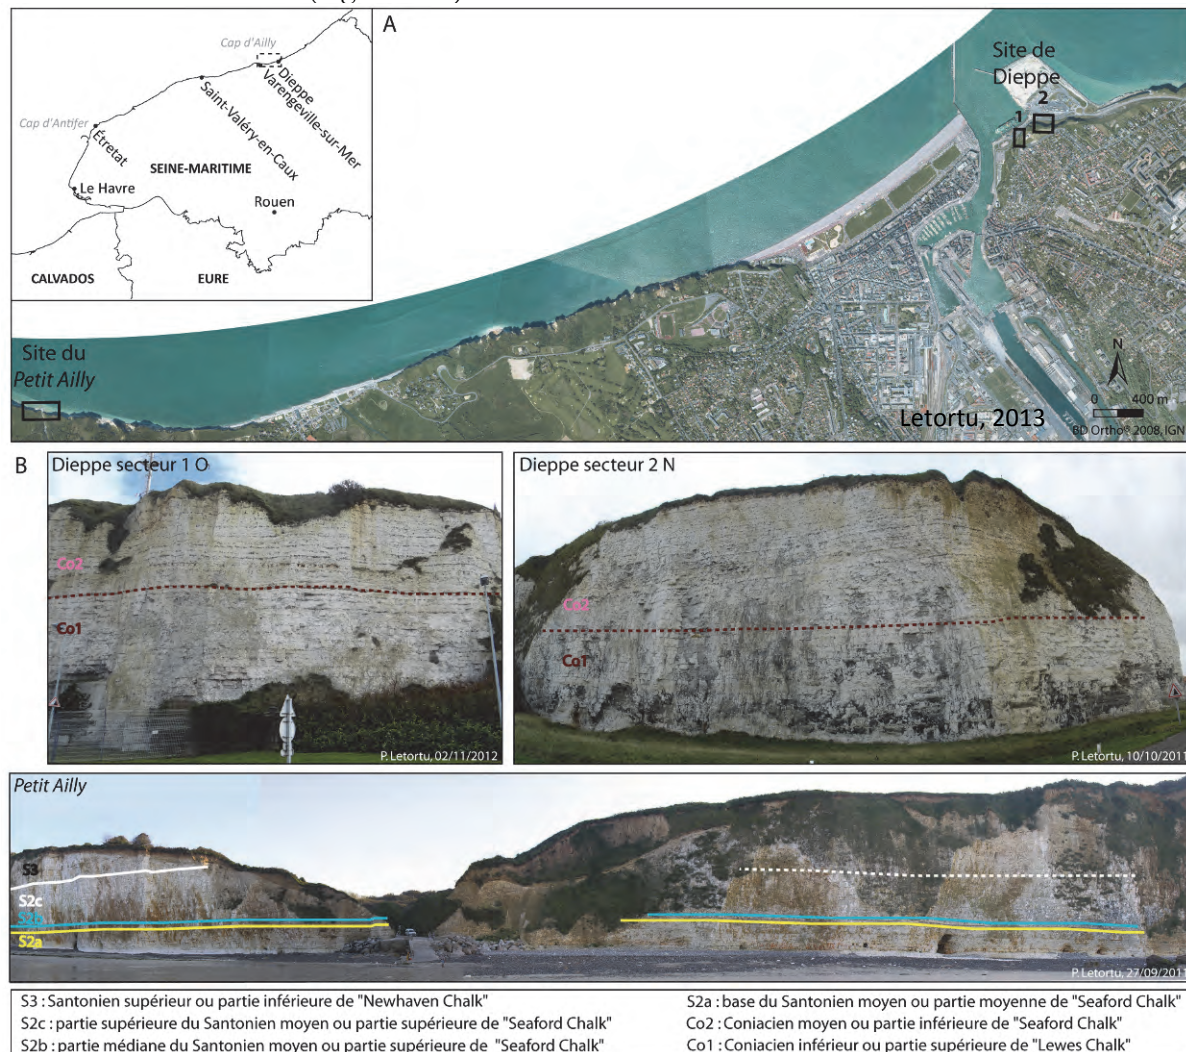 A
Cap d'Ailly
Dieppe
Varengeville-sur-Mer
Saint-Valéry-en-Caux
Cap d'Antifer
Étretat
SEINE-MARITIME
Le Havre
Rouen
CALVADOS
EURE
Site de
Dieppe
2
1
Site du
Petit Ailly
N
0 400 m
Letortu, 2013
BD Ortho® 2008, IGN
B
Dieppe secteur 1 O
Co2
Co1
P. Letortu, 02/11/2012
Dieppe secteur 2 N
Co2
Co1
P. Letortu, 10/10/2011
Petit Ailly
S3
S2c
S2b
S2a
P. Letortu, 27/09/2011
S3 : Santonien supérieur ou partie inférieure de "Newhaven Chalk"
S2c : partie supérieure du Santonien moyen ou partie supérieure de "Seaford Chalk"
S2b : partie médiane du Santonien moyen ou partie supérieure de "Seaford Chalk"
S2a : base du Santonien moyen ou partie moyenne de "Seaford Chalk"
Co2 : Coniacien moyen ou partie inférieure de "Seaford Chalk"
Co1 : Coniacien inférieur ou partie supérieure de "Lewes Chalk"